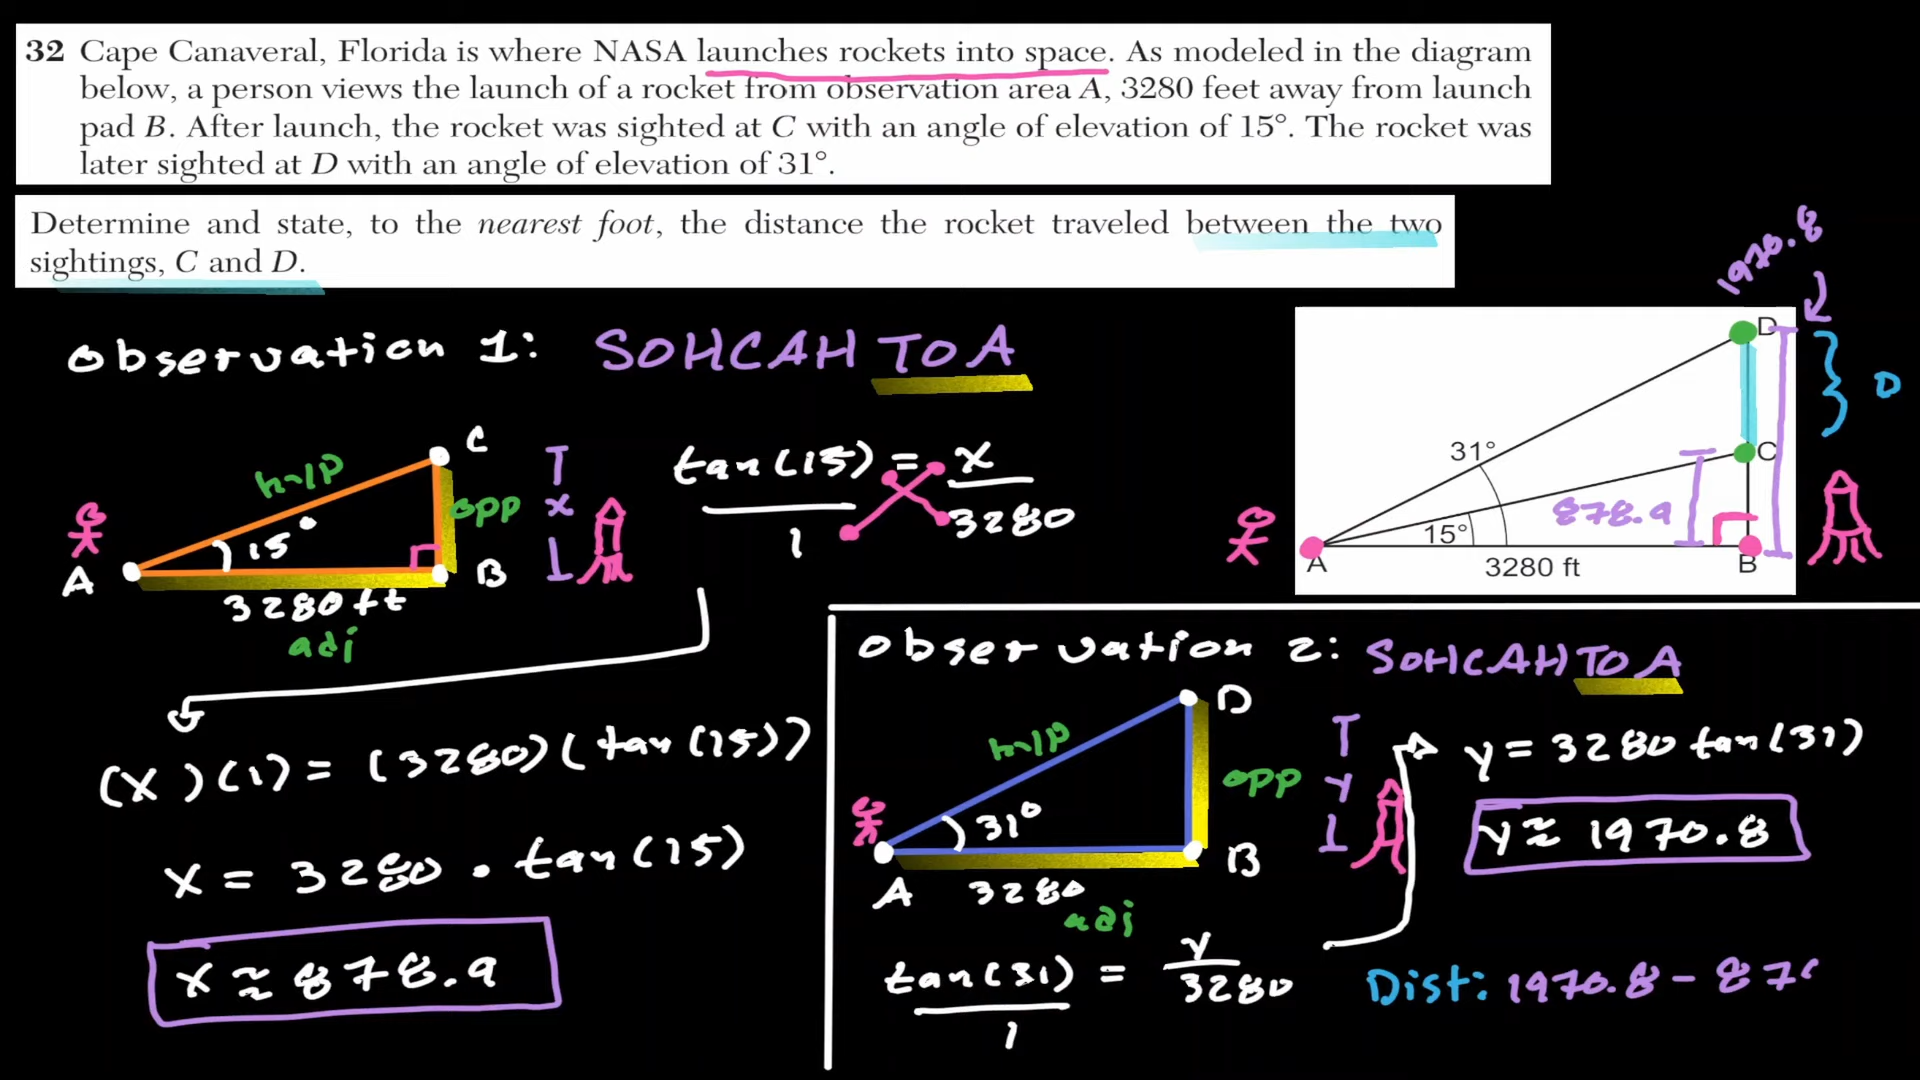 32 Cape Canaveral, Florida is where NASA launches rockets into space. As modeled in the diagram
below, a person views the launch of a rocket from observation area A, 3280 feet away from launch
pad B. After launch, the rocket was sighted at C with an angle of elevation of 15°. The rocket was
later sighted at D with an angle of elevation of 31°.
Determine and state, to the nearest foot, the distance the rocket traveled between the two
sightings, C and D.
1970.8
D
D
31°
C
878.9
15°
A
3280 ft
B
Observation 1: SOHCAH TOA
C
hyp
opp
x
15°
A
B
3280 ft
adj
tan(15) = x
1
3280
(x)(1) = (3280)(tan(15))
x = 3280 · tan(15)
x ≈ 878.9
Observation 2: SOHCAH TOA
D
hyp
opp
y
31°
A
B
3280
adj
tan(31) = y
1
3280
y = 3280 tan(31)
y ≈ 1970.8
Dist: 1970.8 - 87